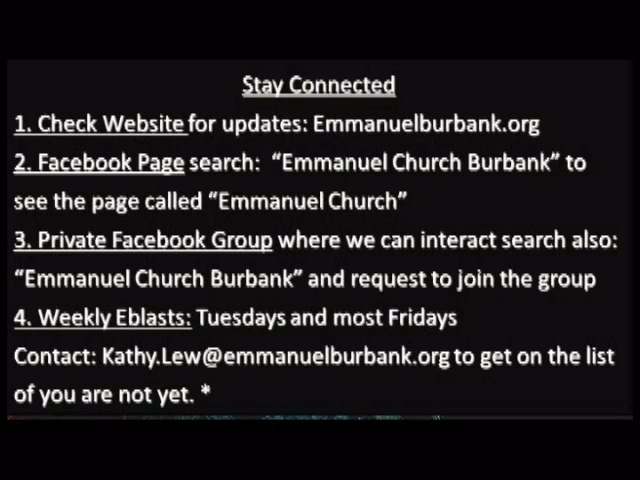 Stay Connected
1. Check Website for updates: Emmanuelburbank.org
2. Facebook Page search: “Emmanuel Church Burbank” to
see the page called “Emmanuel Church”
3. Private Facebook Group where we can interact search also:
“Emmanuel Church Burbank” and request to join the group
4. Weekly Eblasts: Tuesdays and most Fridays
Contact: Kathy.Lew@emmanuelburbank.org to get on the list
of you are not yet. *